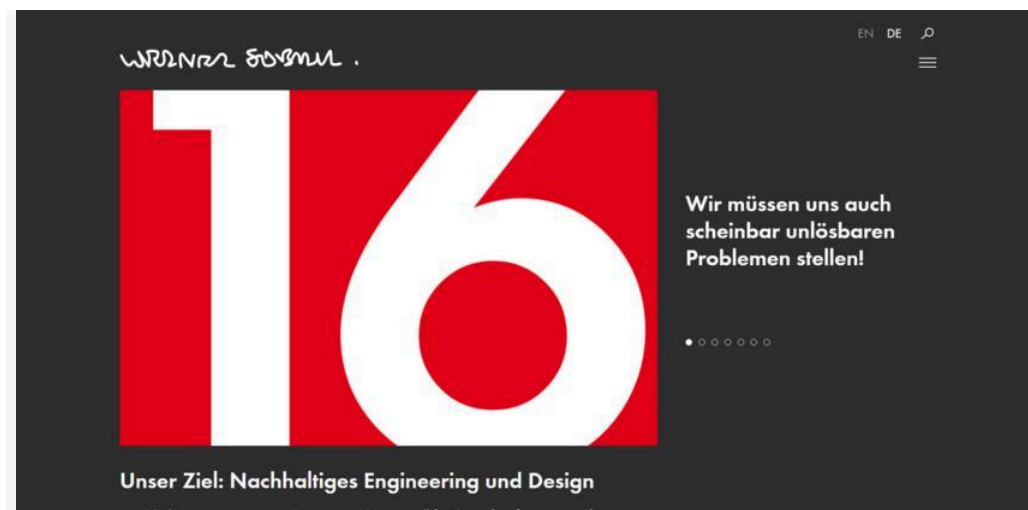 EN DE
WERNER SOBEK .
16
Wir müssen uns auch
scheinbar unlösbaren
Problemen stellen!
Unser Ziel: Nachhaltiges Engineering und Design